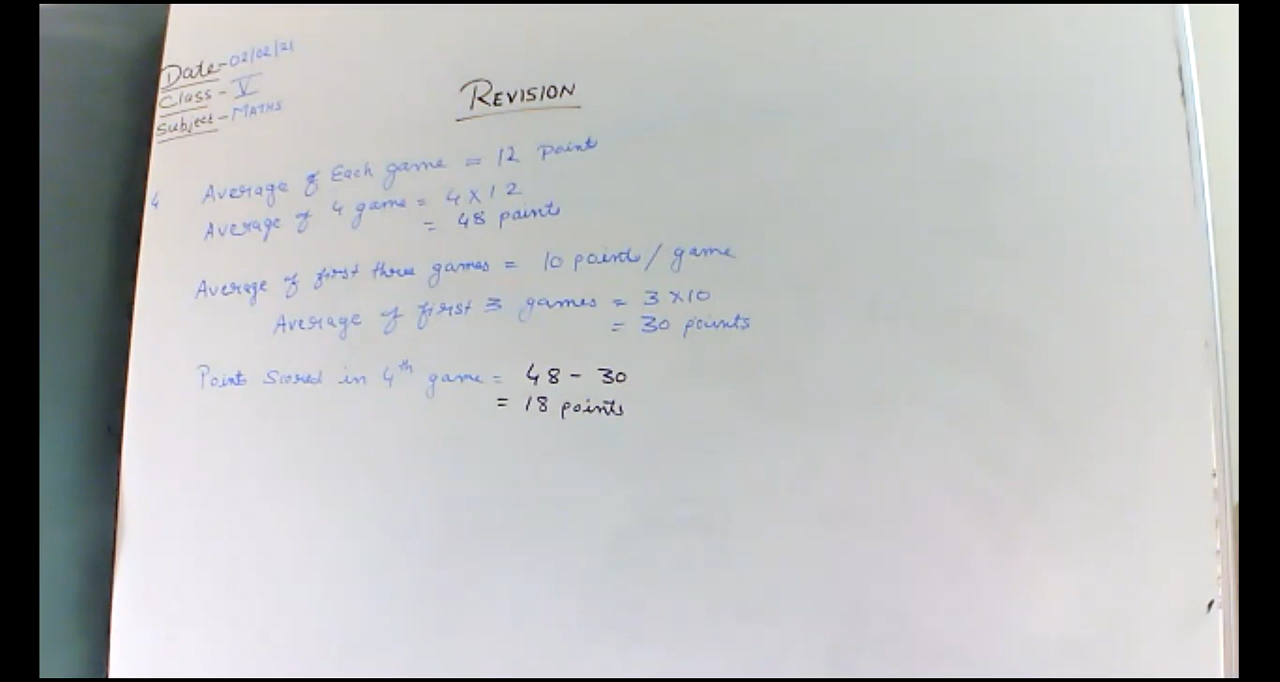 Date - 02/02/21
Class - V
Subject - MATHS
REVISION
4 Average of Each game = 12 point
Average of 4 game = 4 x 12
= 48 point
Average of first three games = 10 point / game
Average of first 3 games = 3 x 10
= 30 points
Point Scored in 4th game = 48 - 30
= 18 points